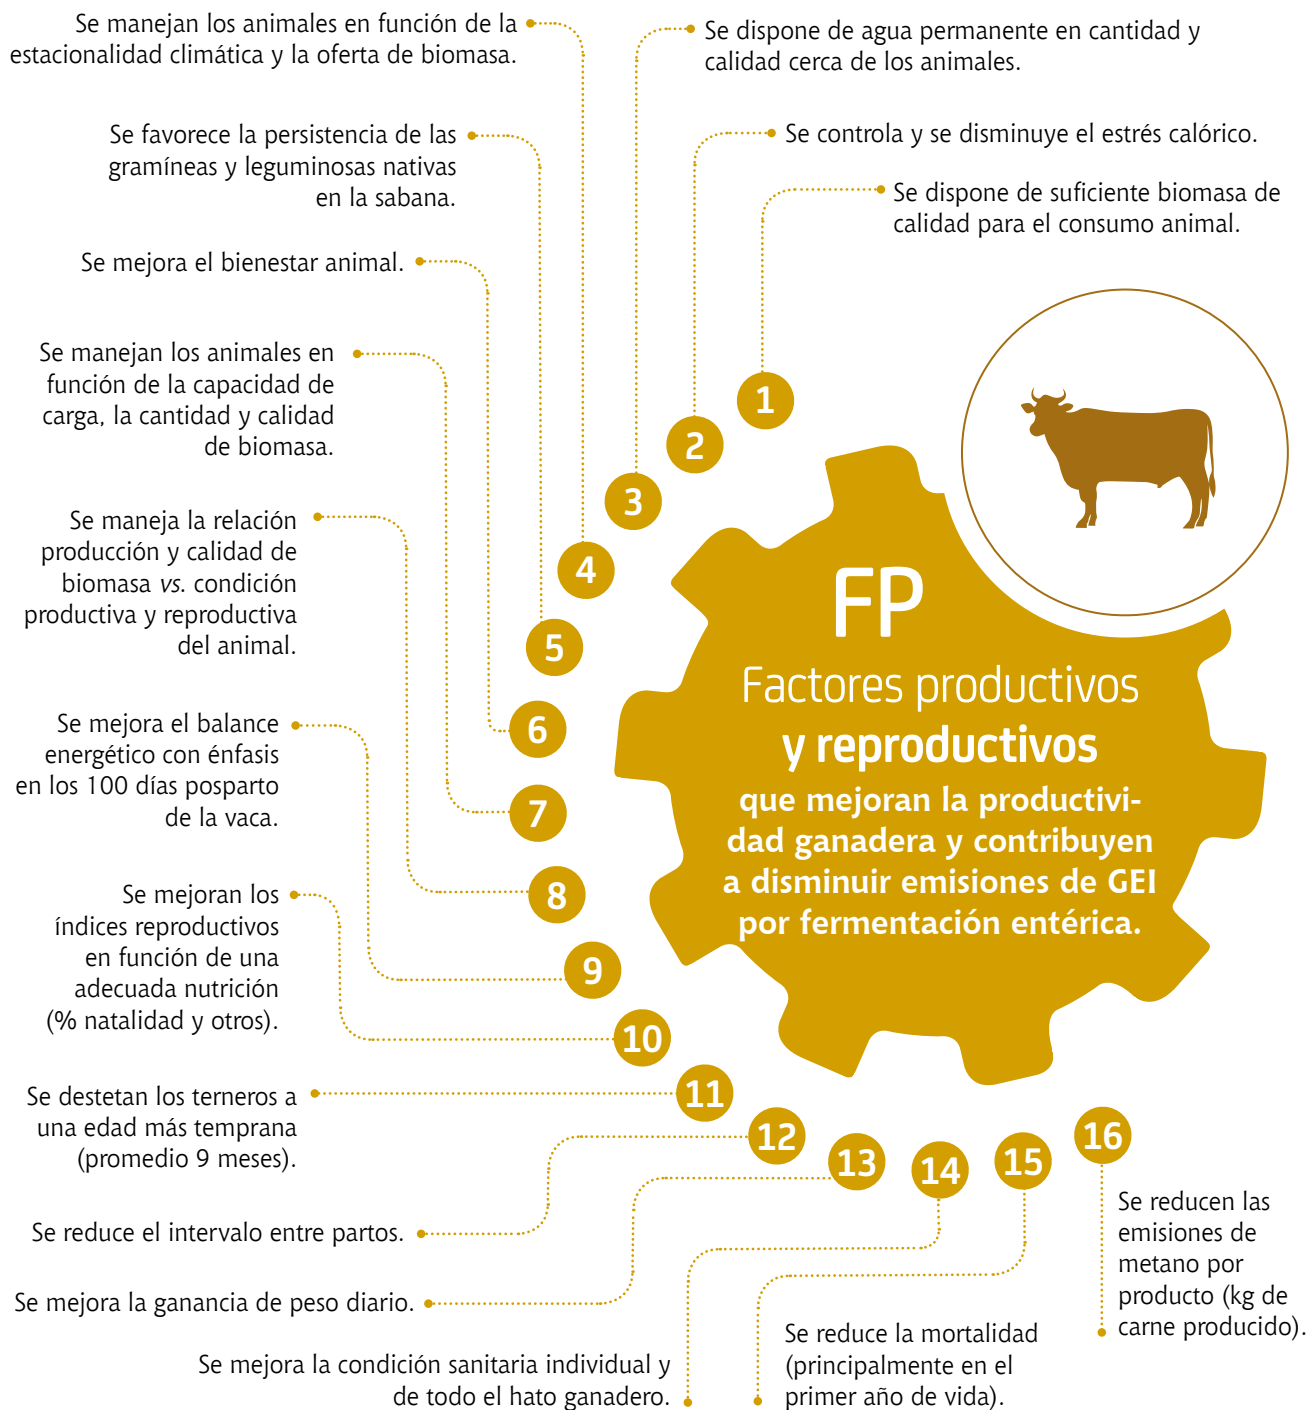 Se manejan los animales en función de la
estacionalidad climática y la oferta de biomasa.
Se dispone de agua permanente en cantidad y
calidad cerca de los animales.
Se favorece la persistencia de las
gramíneas y leguminosas nativas
en la sabana.
Se controla y se disminuye el estrés calórico.
Se dispone de suficiente biomasa de
calidad para el consumo animal.
Se mejora el bienestar animal.
Se manejan los animales en
función de la capacidad de
carga, la cantidad y calidad
de biomasa.
Se maneja la relación
producción y calidad de
biomasa vs. condición
productiva y reproductiva
del animal.
Se mejora el balance
energético con énfasis
en los 100 días posparto
de la vaca.
Se mejoran los
índices reproductivos
en función de una
adecuada nutrición
(% natalidad y otros).
Se destetan los terneros a
una edad más temprana
(promedio 9 meses).
Se reduce el intervalo entre partos.
Se mejora la ganancia de peso diario.
Se mejora la condición sanitaria individual y
de todo el hato ganadero.
Se reduce la mortalidad
(principalmente en el
primer año de vida).
Se reducen las
emisiones de
metano por
producto (kg de
carne producido).
1
2
3
4
5
6
7
8
9
10
11
12
13
14
15
16
FP
Factores productivos
y reproductivos
que mejoran la productivi-
dad ganadera y contribuyen
a disminuir emisiones de GEI
por fermentación entérica.